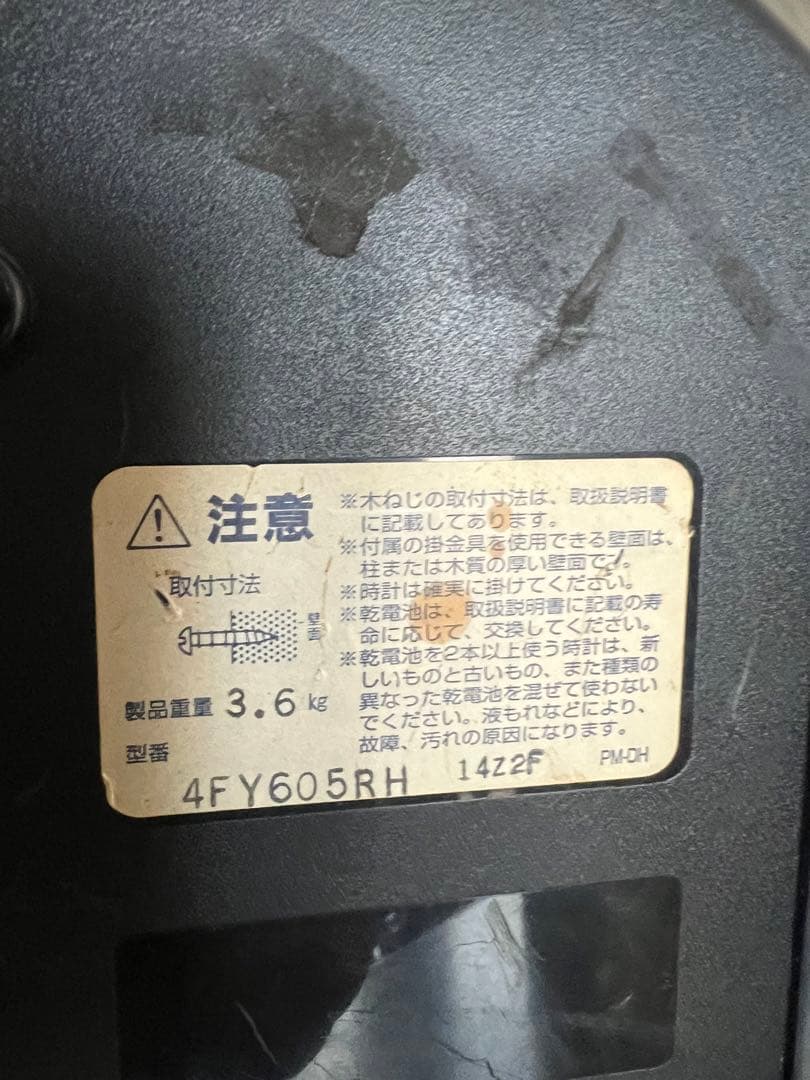 注意
取付寸法
壁面
製品重量 3.6 kg
型番
4FY605RH 14Z2F PM-DH
※木ねじの取付寸法は、取扱説明書
に記載してあります。
※付属の掛金具を使用できる壁面は、
柱または木質の厚い壁面です。
※時計は確実に掛けてください。
※乾電池は、取扱説明書に記載の寿
命に応じて、交換してください。
※乾電池を2本以上使う時計は、新
しいものと古いもの、また種類の
異なった乾電池を混ぜて使わない
でください。液もれなどにより、
故障、汚れの原因になります。